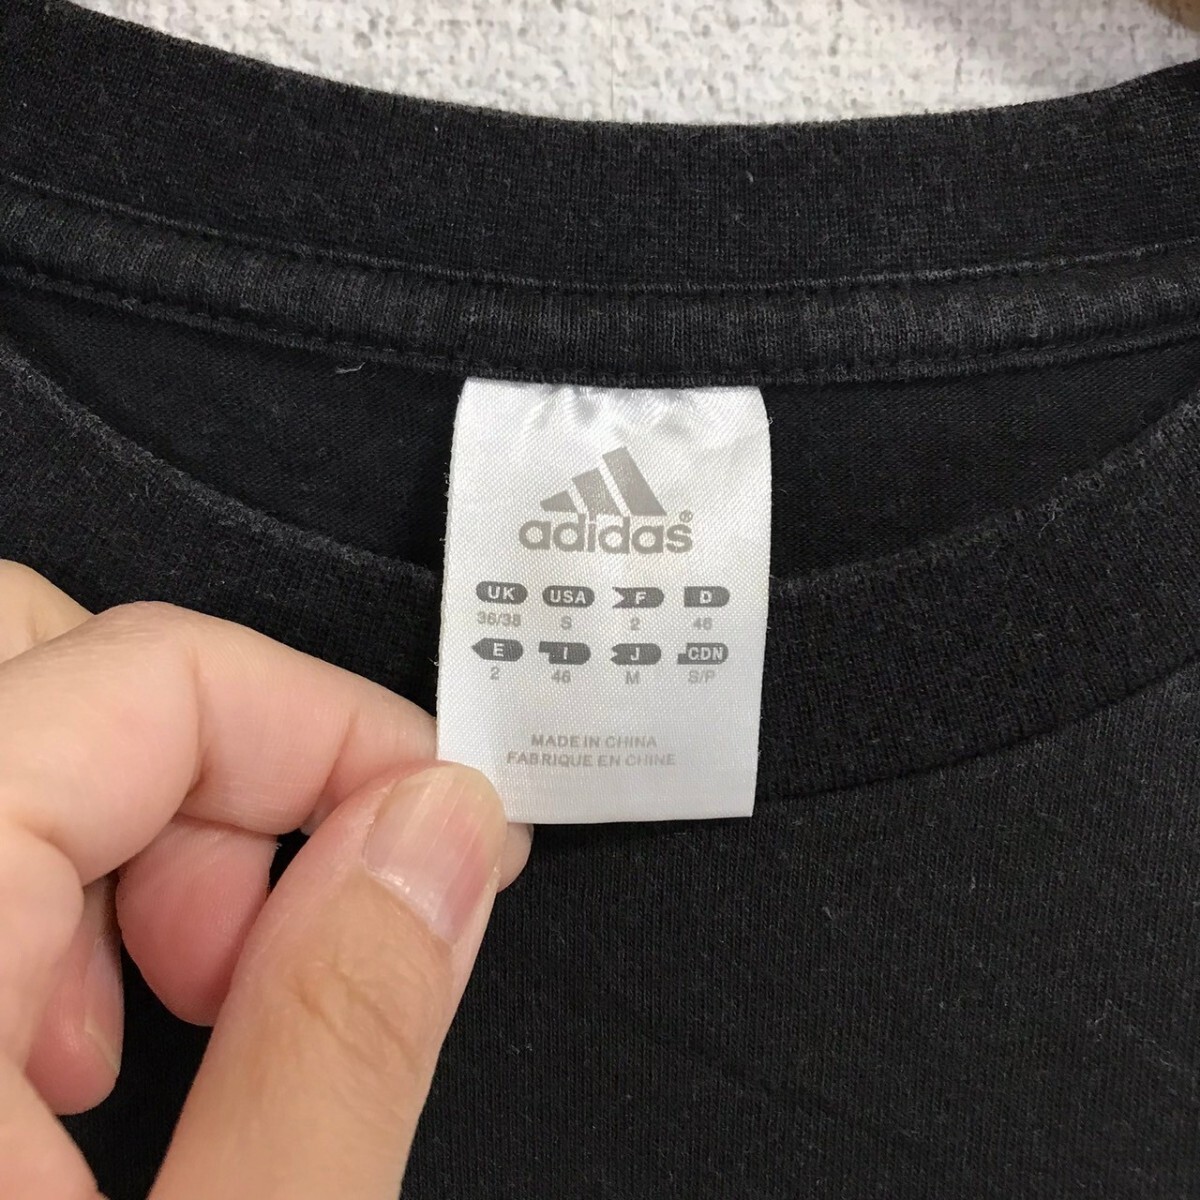 adidas®
UK USA F D
36/38 S 2 46
E I J CDN
2 46 M S/P
MADE IN CHINA
FABRIQUE EN CHINE